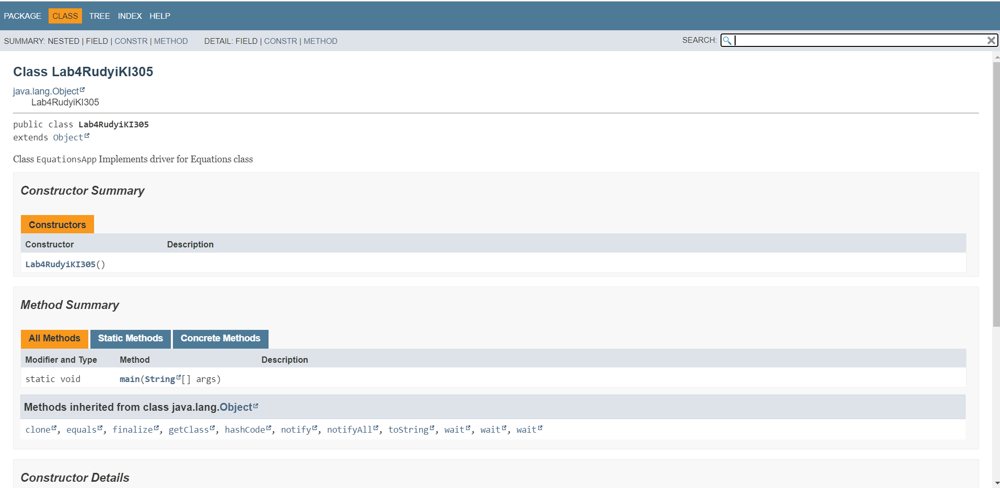 PACKAGE CLASS TREE INDEX HELP
SUMMARY: NESTED | FIELD | CONSTR | METHOD DETAIL: FIELD | CONSTR | METHOD SEARCH:
Class Lab4RudyiKI305
java.lang.Object
Lab4RudyiKI305
public class Lab4RudyiKI305
extends Object
Class EquationsApp Implements driver for Equations class
Constructor Summary
Constructors
Constructor Description
Lab4RudyiKI305()
Method Summary
All Methods Static Methods Concrete Methods
Modifier and Type Method Description
static void main(String[] args)
Methods inherited from class java.lang.Object
clone, equals, finalize, getClass, hashCode, notify, notifyAll, toString, wait, wait, wait
Constructor Details